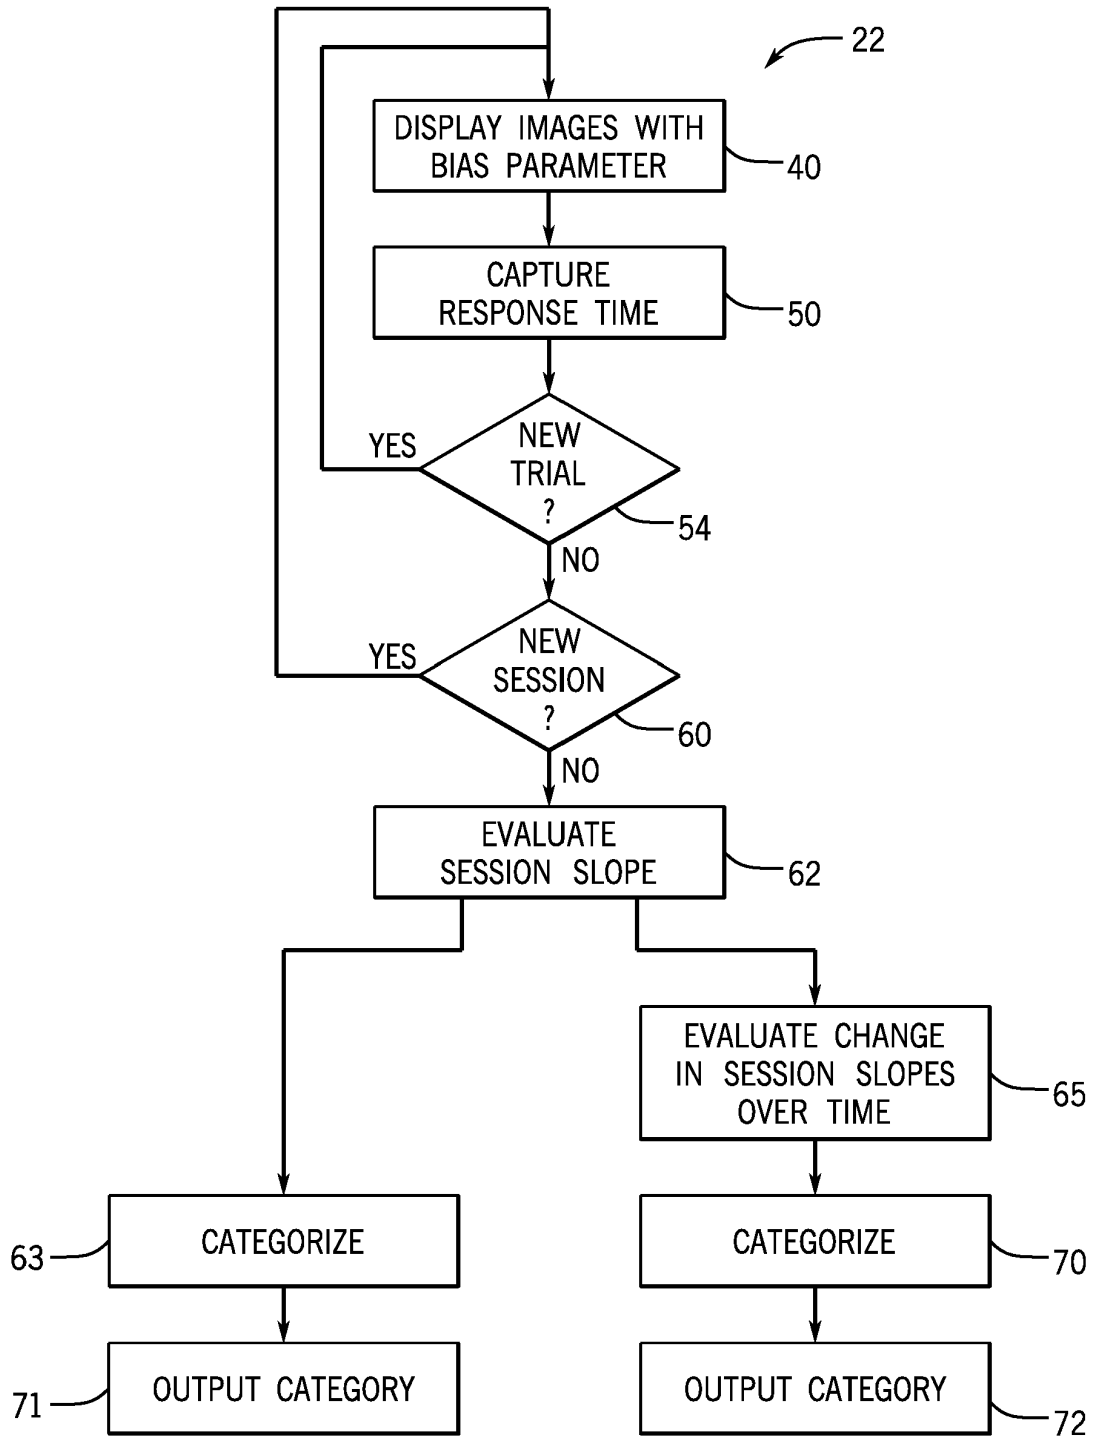 22
DISPLAY IMAGES WITH
BIAS PARAMETER
40
CAPTURE
RESPONSE TIME
50
YES
NEW
TRIAL
?
54
NO
YES
NEW
SESSION
?
60
NO
EVALUATE
SESSION SLOPE
62
EVALUATE CHANGE
IN SESSION SLOPES
OVER TIME
65
63
CATEGORIZE
CATEGORIZE
70
71
OUTPUT CATEGORY
OUTPUT CATEGORY
72